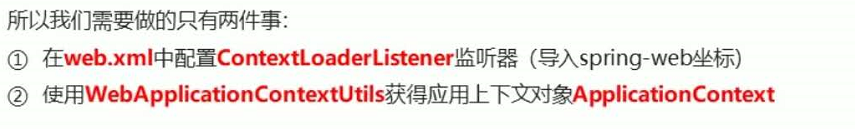 所以我们需要做的只有两件事：
① 在web.xml中配置ContextLoaderListener监听器（导入spring-web坐标）
② 使用WebApplicationContextUtils获得应用上下文对象ApplicationContext